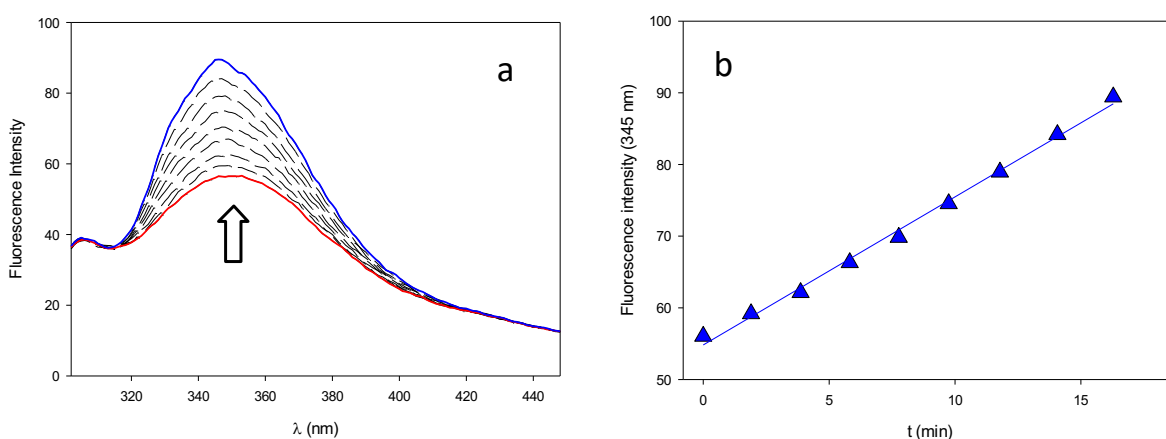 a
Fluorescence Intensity
100
80
60
40
20
0
320 340 360 380 400 420 440
λ (nm)
b
Fluorescence intensity (345 nm)
100
90
80
70
60
50
0 5 10 15
t (min)